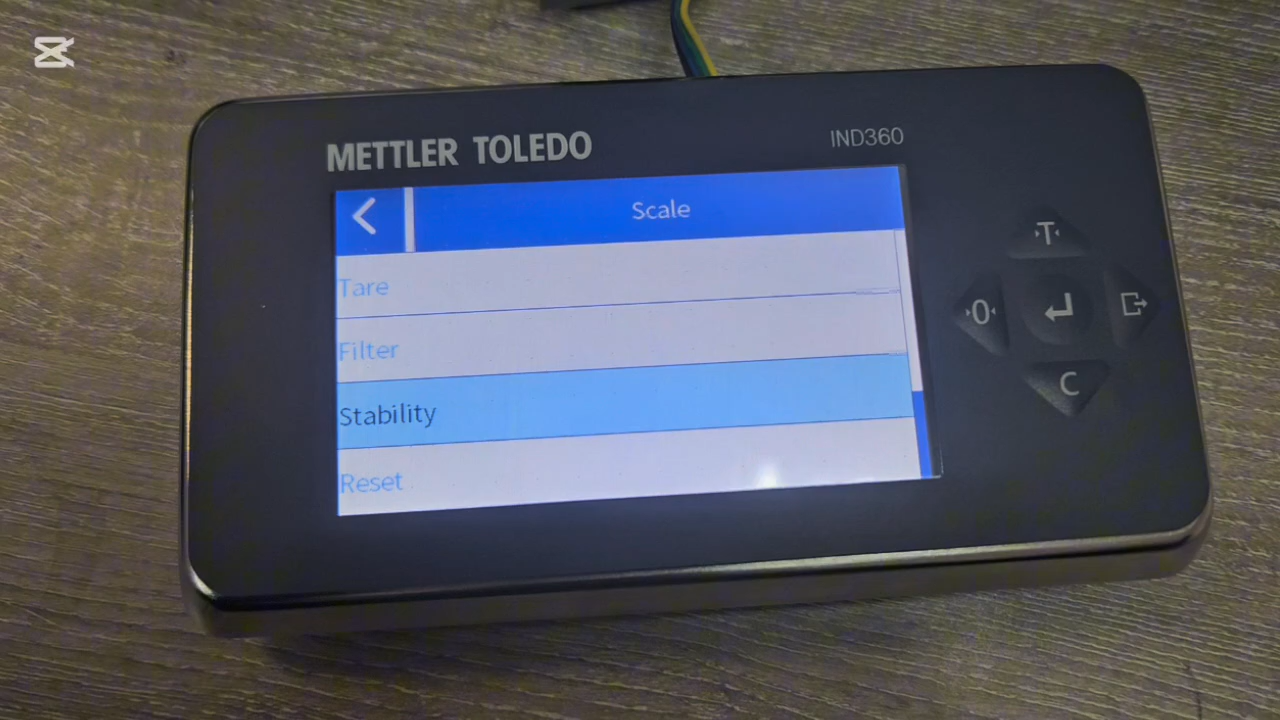 METTLER TOLEDO
IND360
Scale
Tare
Filter
Stability
Reset
T
0
C